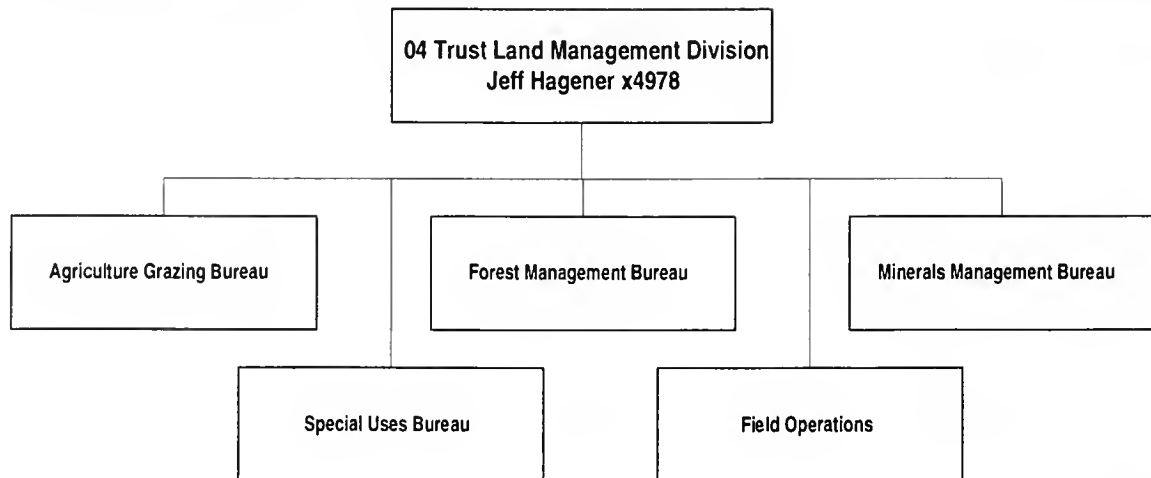 04 Trust Land Management Division
Jeff Hagener x4978
Agriculture Grazing Bureau
Forest Management Bureau
Minerals Management Bureau
Special Uses Bureau
Field Operations